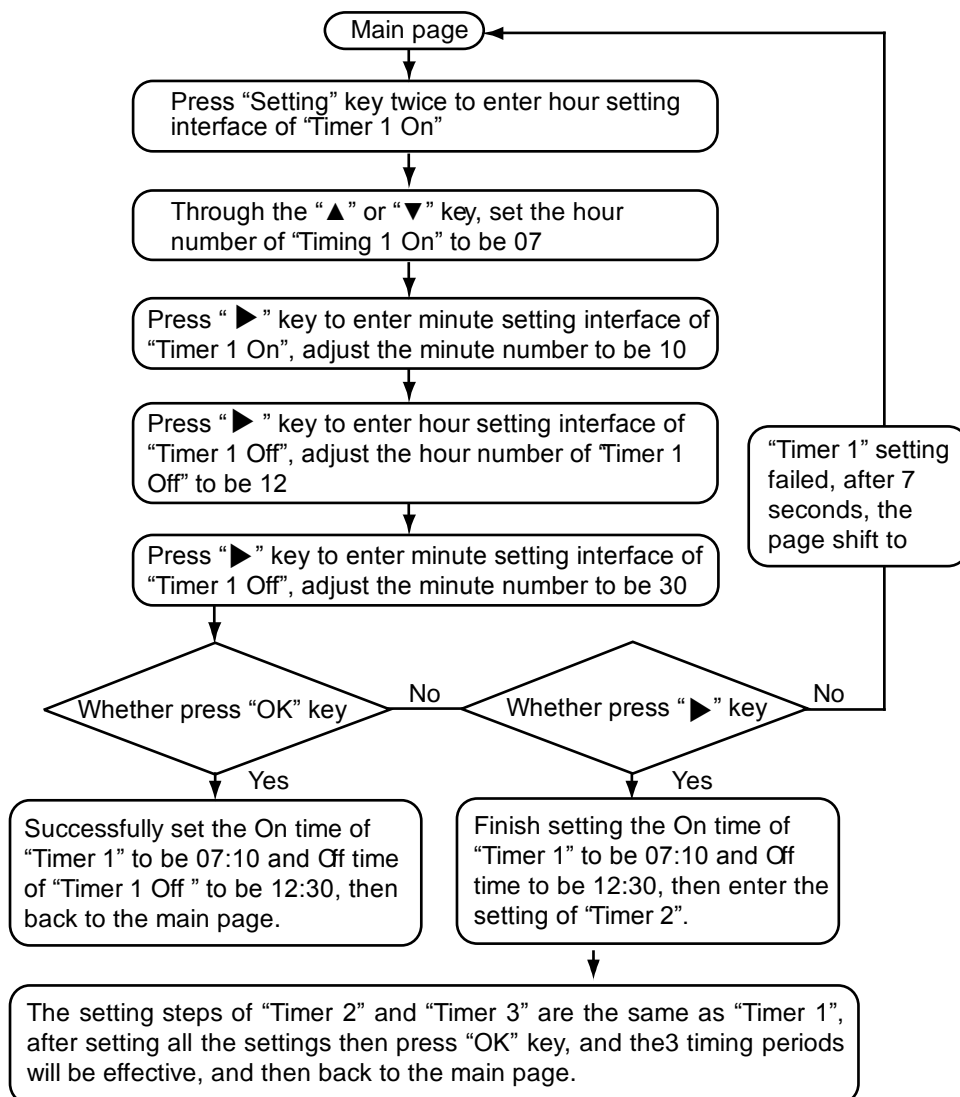 Main page
Press “Setting” key twice to enter hour setting
interface of “Timer 1 On”
Through the “▲” or “▼” key, set the hour
number of “Timing 1 On” to be 07
Press “ ▶ ” key to enter minute setting interface of
“Timer 1 On”, adjust the minute number to be 10
Press “ ▶ ” key to enter hour setting interface of
“Timer 1 Off”, adjust the hour number of “Timer 1
Off” to be 12
“Timer 1” setting
failed, after 7
seconds, the
page shift to
Press “▶” key to enter minute setting interface of
“Timer 1 Off”, adjust the minute number to be 30
Whether press “OK” key
No
Whether press “▶” key
No
Yes
Yes
Successfully set the On time of
“Timer 1” to be 07:10 and Off time
of “Timer 1 Off ” to be 12:30, then
back to the main page.
Finish setting the On time of
“Timer 1” to be 07:10 and Off
time to be 12:30, then enter the
setting of “Timer 2”.
The setting steps of “Timer 2” and “Timer 3” are the same as “Timer 1”,
after setting all the settings then press “OK” key, and the3 timing periods
will be effective, and then back to the main page.